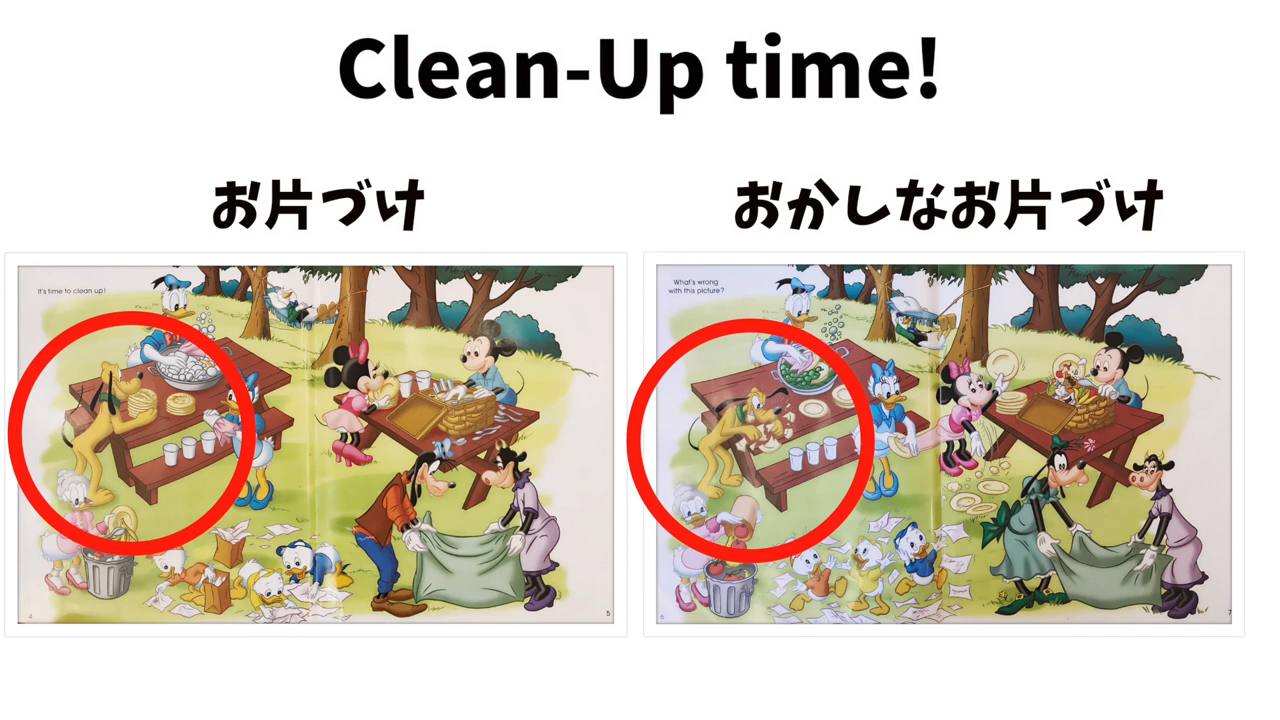 Clean-Up time!
お片づけ
おかしなお片づけ
It's time to clean up!
What's wrong
with this picture?
4
5
6
7